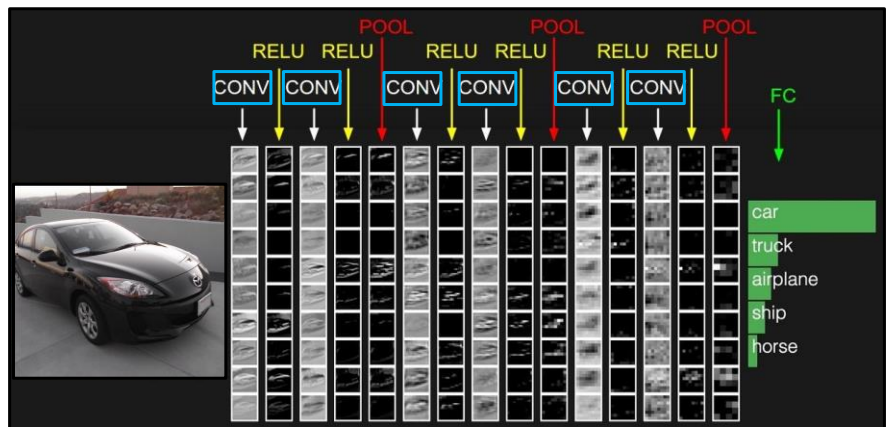 POOL POOL POOL
RELU RELU RELU RELU RELU RELU
CONV CONV CONV CONV CONV CONV
FC
car
truck
airplane
ship
horse